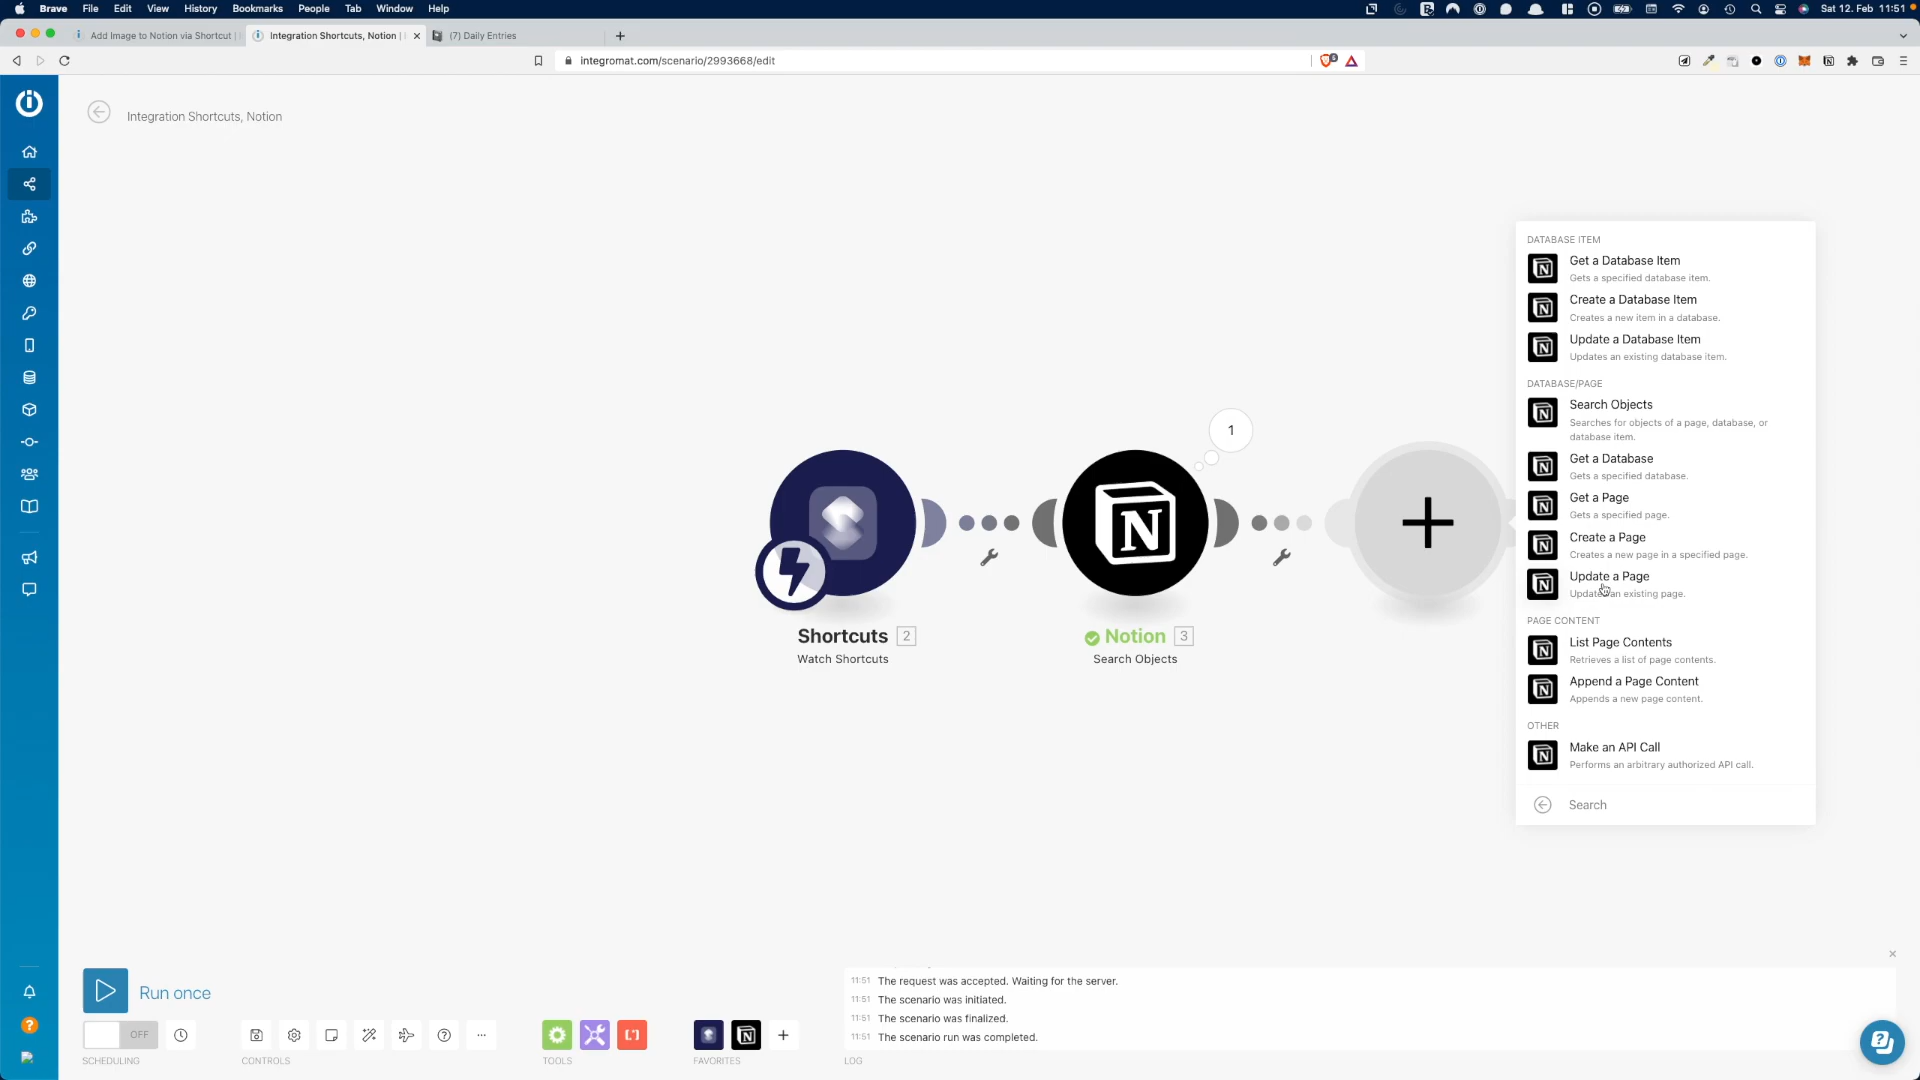 Brave File Edit View History Bookmarks People Tab Window Help Sat 12. Feb 11:51
Add Image to Notion via Shortcut | Integration Shortcuts, Notion | (7) Daily Entries
integromat.com/scenario/2993668/edit
Integration Shortcuts, Notion
DATABASE ITEM
Get a Database Item
Gets a specified database item.
Create a Database Item
Creates a new item in a database.
Update a Database Item
Updates an existing database item.
DATABASE/PAGE
Search Objects
Searches for objects of a page, database, or
database item.
Get a Database
Gets a specified database.
Get a Page
Gets a specified page.
Create a Page
Creates a new page in a specified page.
Update a Page
Updates an existing page.
PAGE CONTENT
List Page Contents
Retrieves a list of page contents.
Append a Page Content
Appends a new page content.
OTHER
Make an API Call
Performs an arbitrary authorized API call.
Search
1
Shortcuts 2
Watch Shortcuts
Notion 3
Search Objects
Run once
OFF
SCHEDULING
CONTROLS
TOOLS
FAVORITES
11:51 The request was accepted. Waiting for the server.
11:51 The scenario was initiated.
11:51 The scenario was finalized.
11:51 The scenario run was completed.
LOG